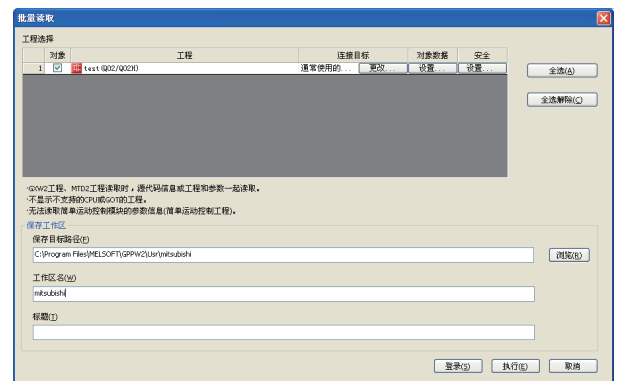 批量读取
工程选择
对象 工程 连接目标 对象数据 安全
1 test(Q02/Q02H) 通常使用的... 更改... 设置... 设置...
全选(A)
全选解除(C)
·GXW2工程、MTD2工程读取时，源代码信息或工程和参数一起读取。
·不显示不支持的CPU或GOT的工程。
·无法读取简单运动控制模块的参数信息(简单运动控制工程)。
保存工作区
保存目标路径(F)
C:\Program Files\MELSOFT\GPPW2\Usr\mitsubishi
浏览(R)
工作区名(W)
mitsubishi
标题(T)
登录(S) 执行(E) 取消